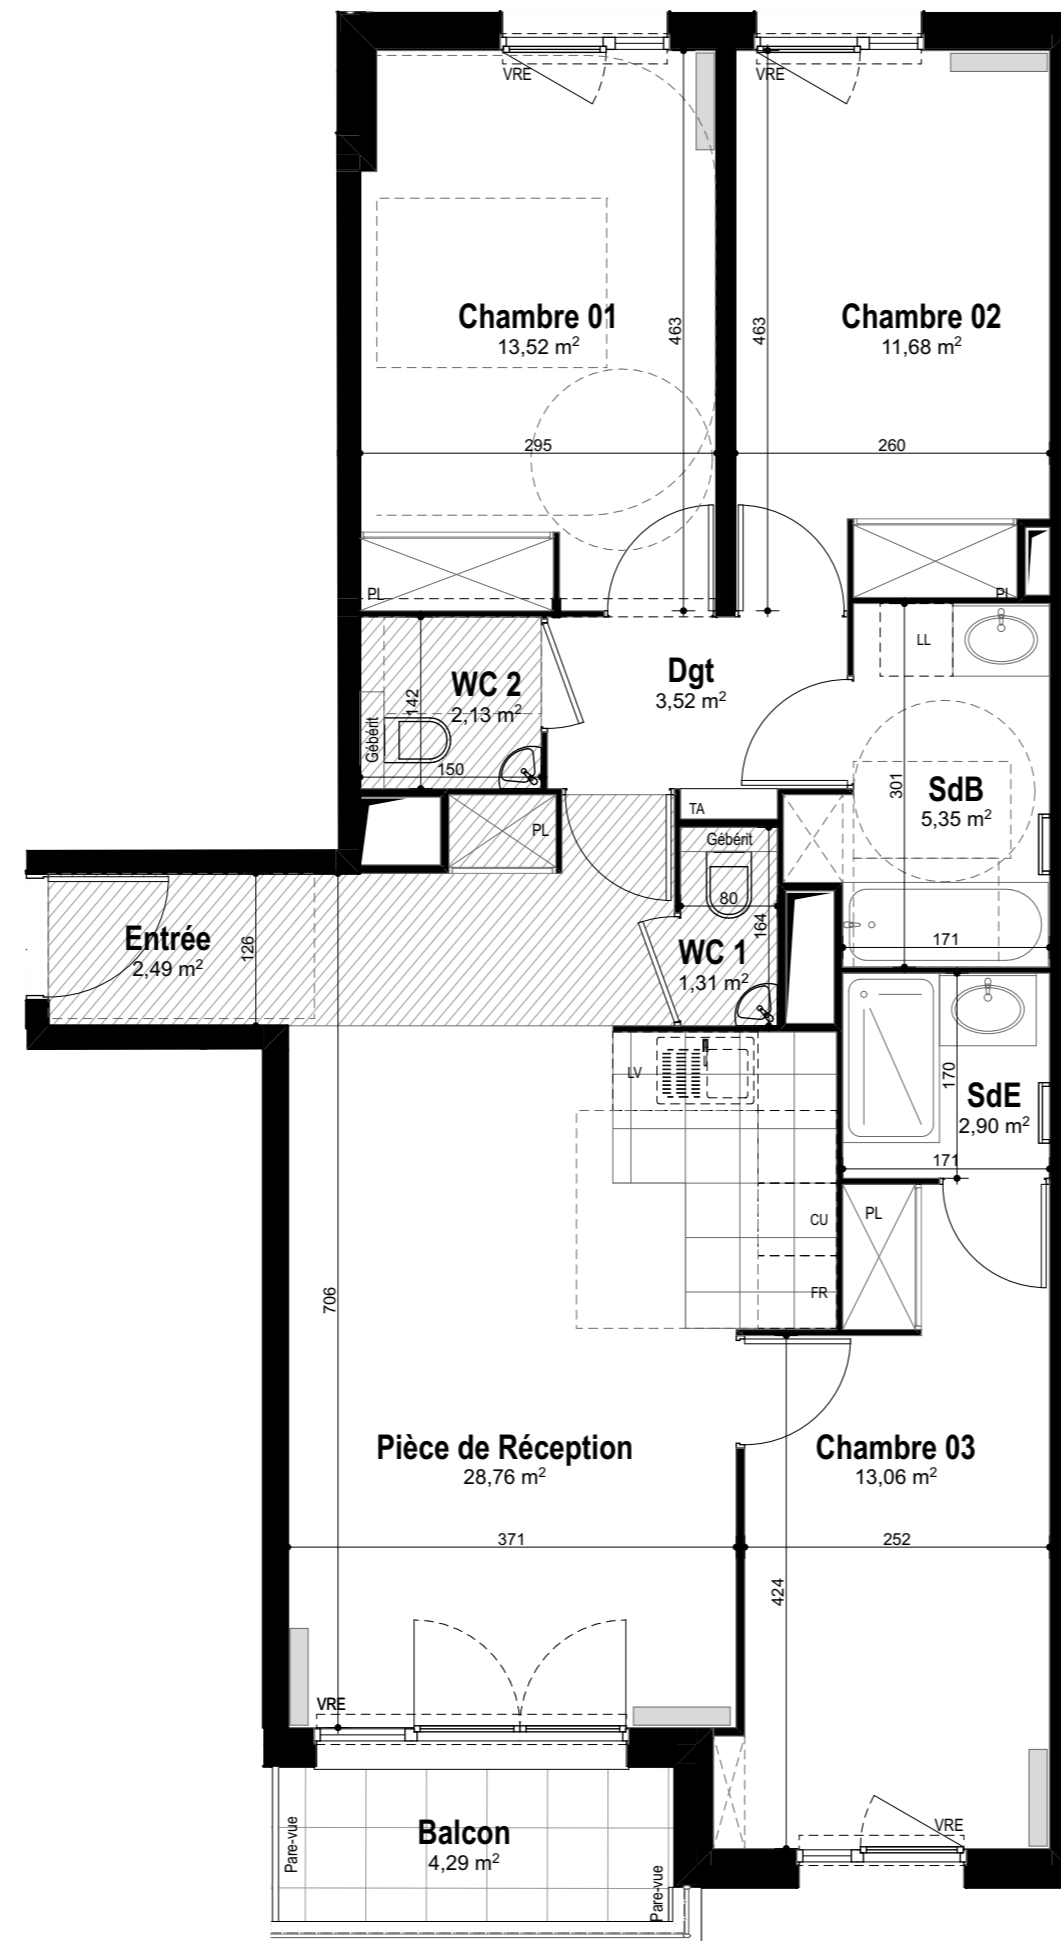 VRE
VRE
Chambre 01
13,52 m²
463
463
Chambre 02
11,68 m²
295
260
PL
PL
WC 2
2,13 m²
142
Gébérit
150
Dgt
3,52 m²
LL
301
SdB
5,35 m²
PL
TA
Gébérit
80
164
WC 1
1,31 m²
171
Entrée
2,49 m²
126
LV
170
SdE
2,90 m²
171
CU
PL
FR
706
Pièce de Réception
28,76 m²
Chambre 03
13,06 m²
371
252
424
VRE
VRE
Pare-vue
Balcon
4,29 m²
Pare-vue